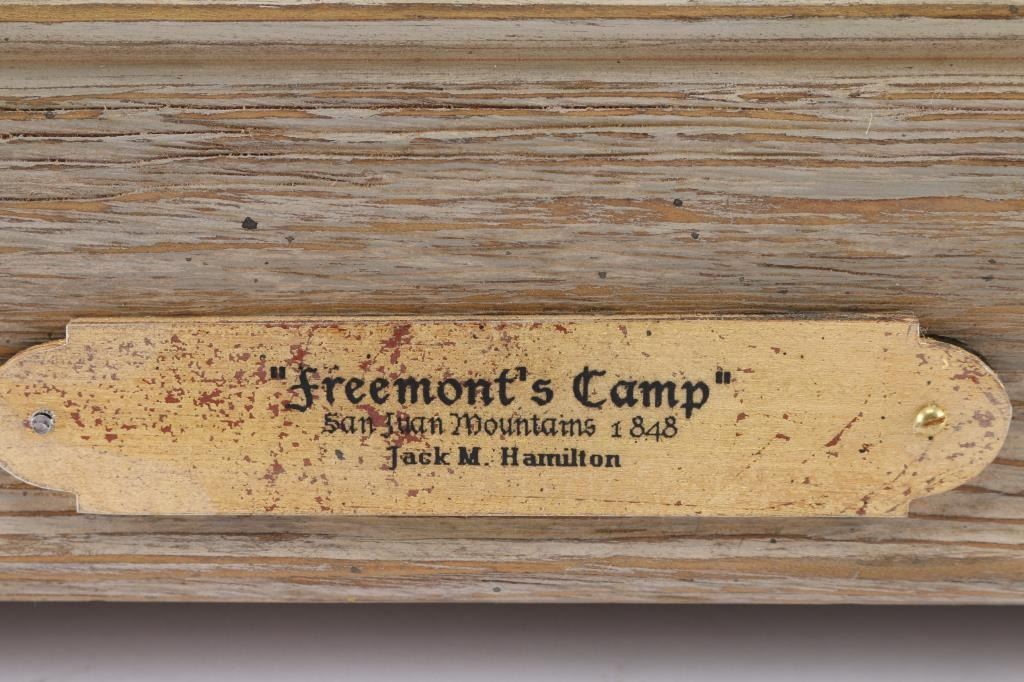 "Freemont's Camp"
San Juan Mountains 1848
Jack M. Hamilton